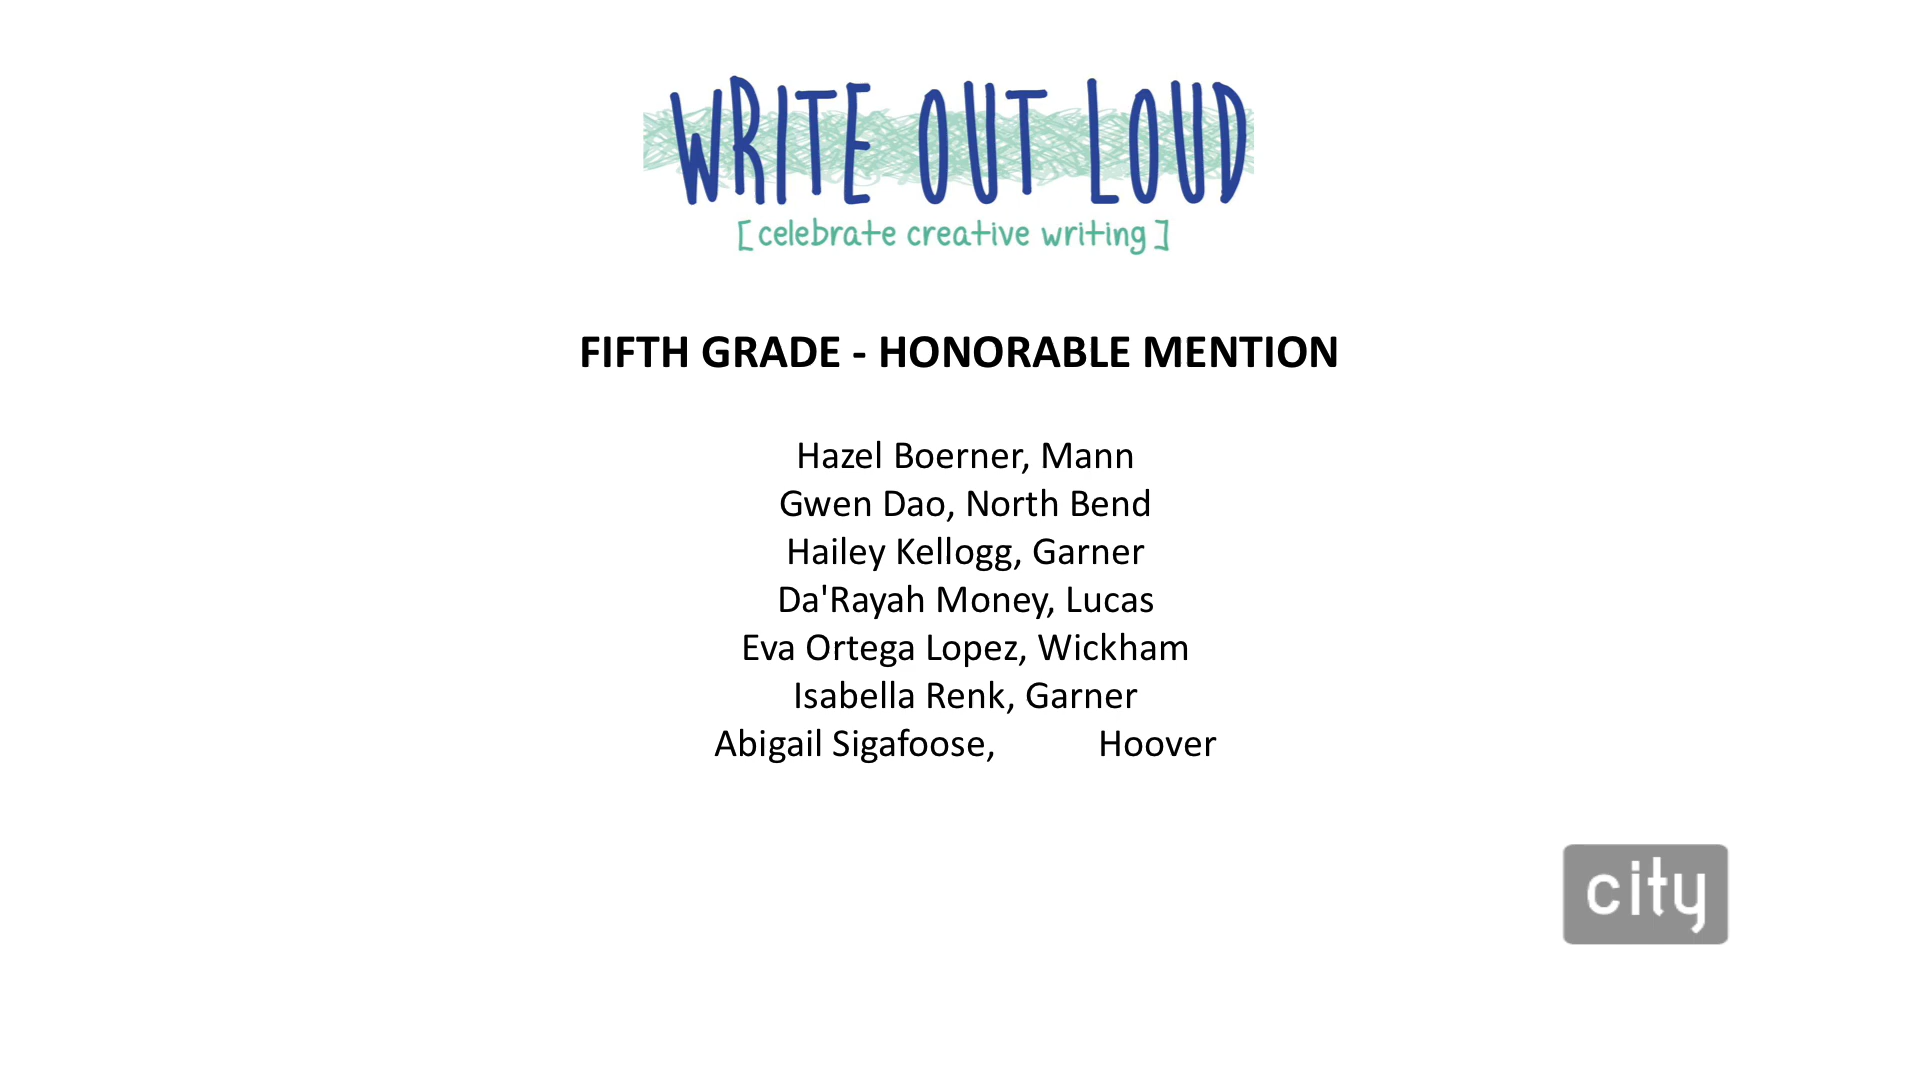 WRITE OUT LOUD
[celebrate creative writing]
FIFTH GRADE - HONORABLE MENTION
Hazel Boerner, Mann
Gwen Dao, North Bend
Hailey Kellogg, Garner
Da'Rayah Money, Lucas
Eva Ortega Lopez, Wickham
Isabella Renk, Garner
Abigail Sigafoose, Hoover
city